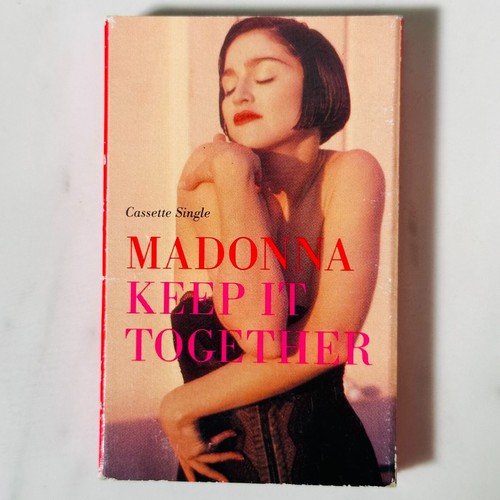 Cassette Single
MADONNA
KEEP IT
TOGETHER